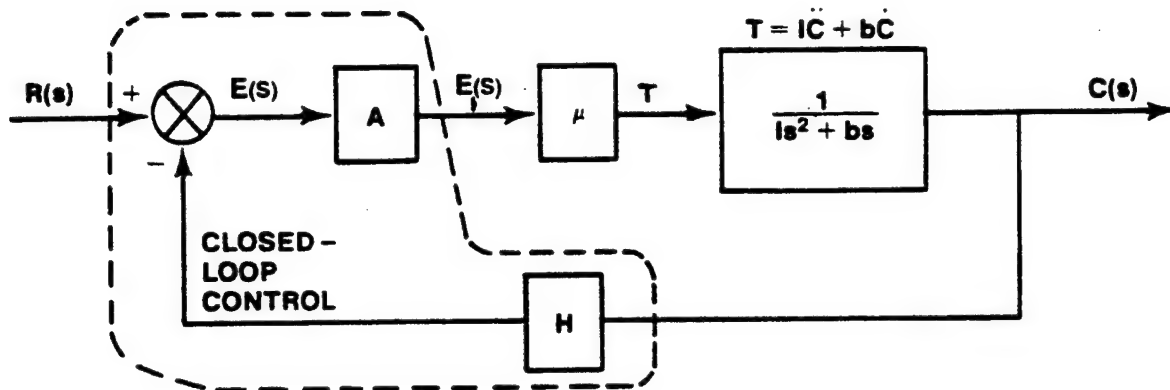 T = IC̈ + bĊ
R(s)
+
E(S)
A
E(S)
μ
T
1
Is² + bs
C(s)
−
CLOSED –
LOOP
CONTROL
H